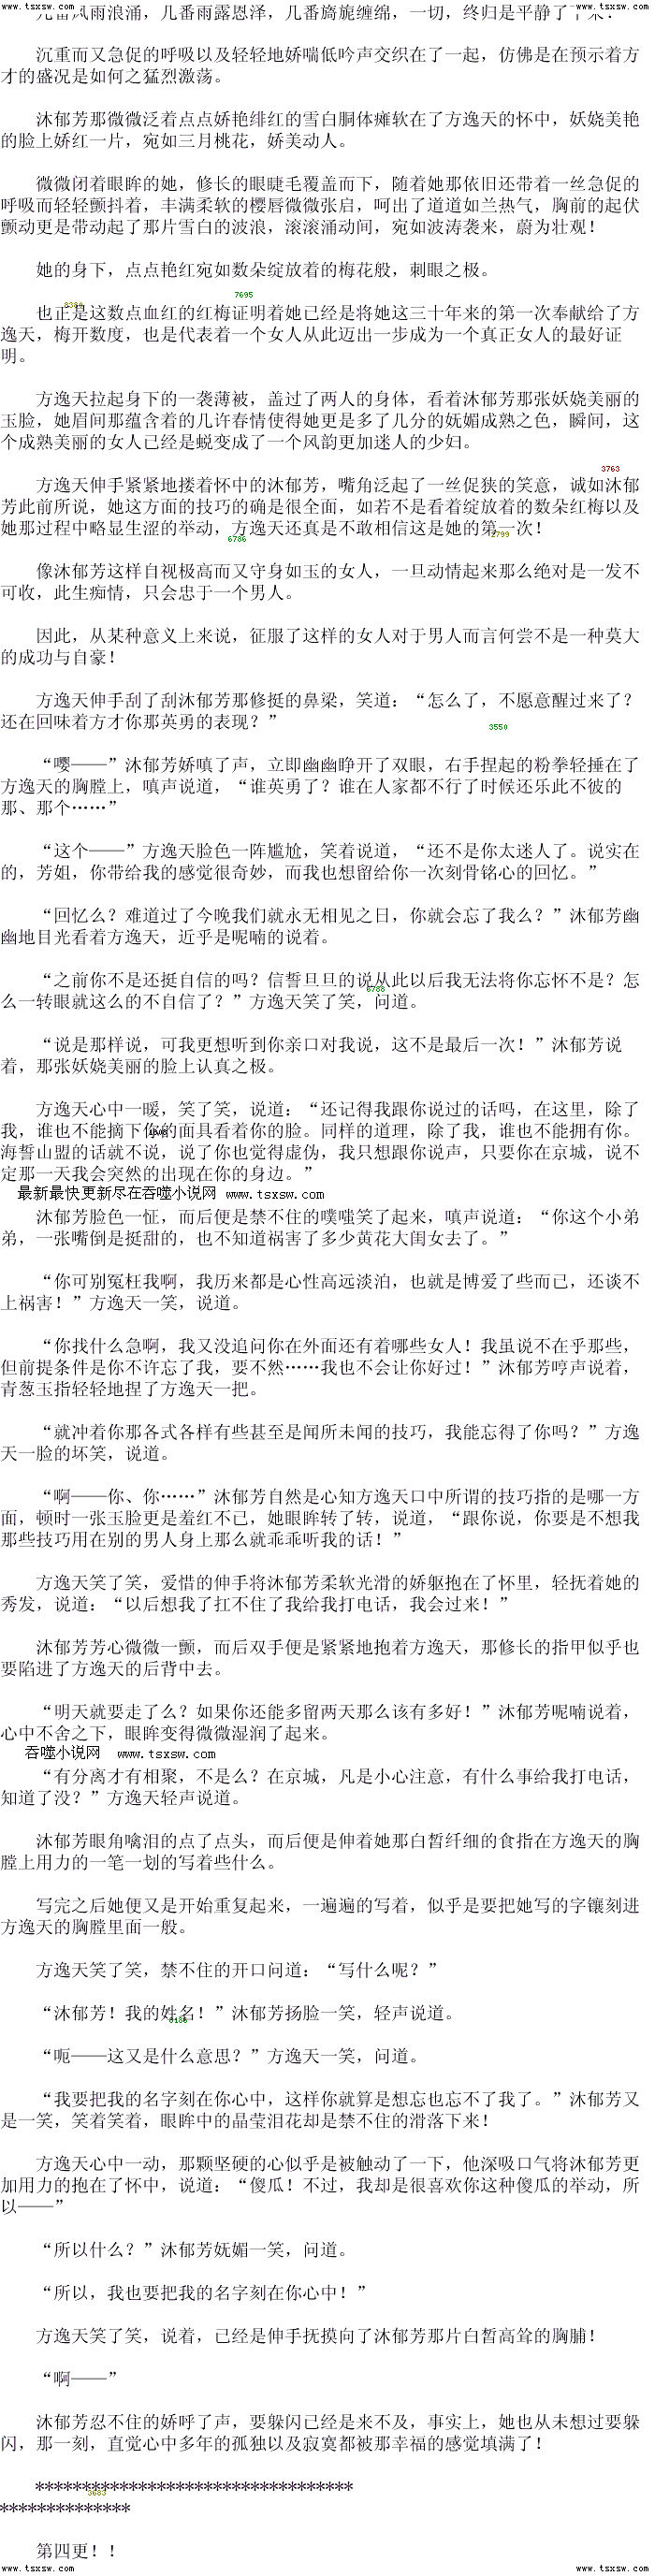 www.tsxsw.com www.tsxsw.com
几番风雨浪涌，几番雨露恩泽，几番旖旎缠绵，一切，终归是平静了下来！
沉重而又急促的呼吸以及轻轻地娇喘低吟声交织在了一起，仿佛是在预示着方
才的盛况是如何之猛烈激荡。
沐郁芳那微微泛着点点娇艳绯红的雪白胴体瘫软在了方逸天的怀中，妖娆美艳
的脸上娇红一片，宛如三月桃花，娇美动人。
微微闭着眼眸的她，修长的眼睫毛覆盖而下，随着她那依旧还带着一丝急促的
呼吸而轻轻颤抖着，丰满柔软的樱唇微微张启，呵出了道道如兰热气，胸前的起伏
颤动更是带动起了那片雪白的波浪，滚滚涌动间，宛如波涛袭来，蔚为壮观！
她的身下，点点艳红宛如数朵绽放着的梅花般，刺眼之极。
7695
也正是这数点血红的红梅证明着她已经是将她这三十年来的第一次奉献给了方
逸天，梅开数度，也是代表着一个女人从此迈出一步成为一个真正女人的最好证
明。
方逸天拉起身下的一袭薄被，盖过了两人的身体，看着沐郁芳那张妖娆美丽的
玉脸，她眉间那蕴含着的几许春情使得她更是多了几分的妩媚成熟之色，瞬间，这
个成熟美丽的女人已经是蜕变成了一个风韵更加迷人的少妇。
3763
方逸天伸手紧紧地搂着怀中的沐郁芳，嘴角泛起了一丝促狭的笑意，诚如沐郁
芳此前所说，她这方面的技巧的确是很全面，如若不是看着绽放着的数朵红梅以及
她那过程中略显生涩的举动，方逸天还真是不敢相信这是她的第一次！
6786 2799
像沐郁芳这样自视极高而又守身如玉的女人，一旦动情起来那么绝对是一发不
可收，此生痴情，只会忠于一个男人。
因此，从某种意义上来说，征服了这样的女人对于男人而言何尝不是一种莫大
的成功与自豪！
方逸天伸手刮了刮沐郁芳那修挺的鼻梁，笑道：“怎么了，不愿意醒过来了？
还在回味着方才你那英勇的表现？”
3550
“嘤——”沐郁芳娇嗔了声，立即幽幽睁开了双眼，右手捏起的粉拳轻捶在了
方逸天的胸膛上，嗔声说道，“谁英勇了？谁在人家都不行了时候还乐此不彼的
那、那个……”
“这个——”方逸天脸色一阵尴尬，笑着说道，“还不是你太迷人了。说实在
的，芳姐，你带给我的感觉很奇妙，而我也想留给你一次刻骨铭心的回忆。”
“回忆么？难道过了今晚我们就永无相见之日，你就会忘了我么？”沐郁芳幽
幽地目光看着方逸天，近乎是呢喃的说着。
“之前你不是还挺自信的吗？信誓旦旦的说从此以后我无法将你忘怀不是？怎
么一转眼就这么的不自信了？”方逸天笑了笑，问道。
6788
“说是那样说，可我更想听到你亲口对我说，这不是最后一次！”沐郁芳说
着，那张妖娆美丽的脸上认真之极。
方逸天心中一暖，笑了笑，说道：“还记得我跟你说过的话吗，在这里，除了
我，谁也不能摘下你的面具看着你的脸。同样的道理，除了我，谁也不能拥有你。
海誓山盟的话就不说，说了你也觉得虚伪，我只想跟你说声，只要你在京城，说不
定那一天我会突然的出现在你的身边。”
最新最快更新尽在吞噬小说网 www.tsxsw.com
沐郁芳脸色一怔，而后便是禁不住的噗嗤笑了起来，嗔声说道：“你这个小弟
弟，一张嘴倒是挺甜的，也不知道祸害了多少黄花大闺女去了。”
“你可别冤枉我啊，我历来都是心性高远淡泊，也就是博爱了些而已，还谈不
上祸害！”方逸天一笑，说道。
“你找什么急啊，我又没追问你在外面还有着哪些女人！我虽说不在乎那些，
但前提条件是你不许忘了我，要不然……我也不会让你好过！”沐郁芳哼声说着，
青葱玉指轻轻地捏了方逸天一把。
“就冲着你那各式各样有些甚至是闻所未闻的技巧，我能忘得了你吗？”方逸
天一脸的坏笑，说道。
“啊——你、你……”沐郁芳自然是心知方逸天口中所谓的技巧指的是哪一方
面，顿时一张玉脸更是羞红不已，她眼眸转了转，说道，“跟你说，你要是不想我
那些技巧用在别的男人身上那么就乖乖听我的话！”
方逸天笑了笑，爱惜的伸手将沐郁芳柔软光滑的娇躯抱在了怀里，轻抚着她的
秀发，说道：“以后想我了扛不住了我给我打电话，我会过来！”
沐郁芳芳心微微一颤，而后双手便是紧紧地抱着方逸天，那修长的指甲似乎也
要陷进了方逸天的后背中去。
“明天就要走了么？如果你还能多留两天那么该有多好！”沐郁芳呢喃说着，
心中不舍之下，眼眸变得微微湿润了起来。
吞噬小说网 www.tsxsw.com
“有分离才有相聚，不是么？在京城，凡是小心注意，有什么事给我打电话，
知道了没？”方逸天轻声说道。
沐郁芳眼角噙泪的点了点头，而后便是伸着她那白皙纤细的食指在方逸天的胸
膛上用力的一笔一划的写着些什么。
写完之后她便又是开始重复起来，一遍遍的写着，似乎是要把她写的字镶刻进
方逸天的胸膛里面一般。
方逸天笑了笑，禁不住的开口问道：“写什么呢？”
“沐郁芳！我的姓名！”沐郁芳扬脸一笑，轻声说道。
“呃——这又是什么意思？”方逸天一笑，问道。
“我要把我的名字刻在你心中，这样你就算是想忘也忘不了我了。”沐郁芳又
是一笑，笑着笑着，眼眸中的晶莹泪花却是禁不住的滑落下来！
方逸天心中一动，那颗坚硬的心似乎是被触动了一下，他深吸口气将沐郁芳更
加用力的抱在了怀中，说道：“傻瓜！不过，我却是很喜欢你这种傻瓜的举动，所
以——”
“所以什么？”沐郁芳妩媚一笑，问道。
“所以，我也要把我的名字刻在你心中！”
方逸天笑了笑，说着，已经是伸手抚摸向了沐郁芳那片白皙高耸的胸脯！
“啊——”
沐郁芳忍不住的娇呼了声，要躲闪已经是来不及，事实上，她也从未想过要躲
闪，那一刻，直觉心中多年的孤独以及寂寞都被那幸福的感觉填满了！
**********************************
3683
**************
第四更！！
www.tsxsw.com www.tsxsw.com